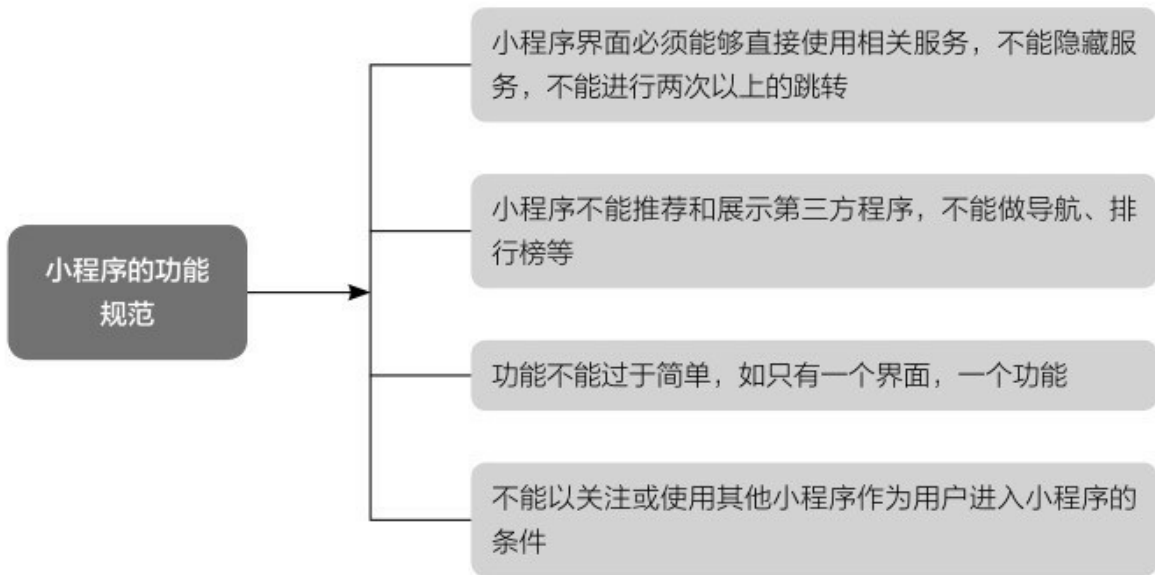 小程序的功能
规范
小程序界面必须能够直接使用相关服务，不能隐藏服
务，不能进行两次以上的跳转
小程序不能推荐和展示第三方程序，不能做导航、排
行榜等
功能不能过于简单，如只有一个界面，一个功能
不能以关注或使用其他小程序作为用户进入小程序的
条件